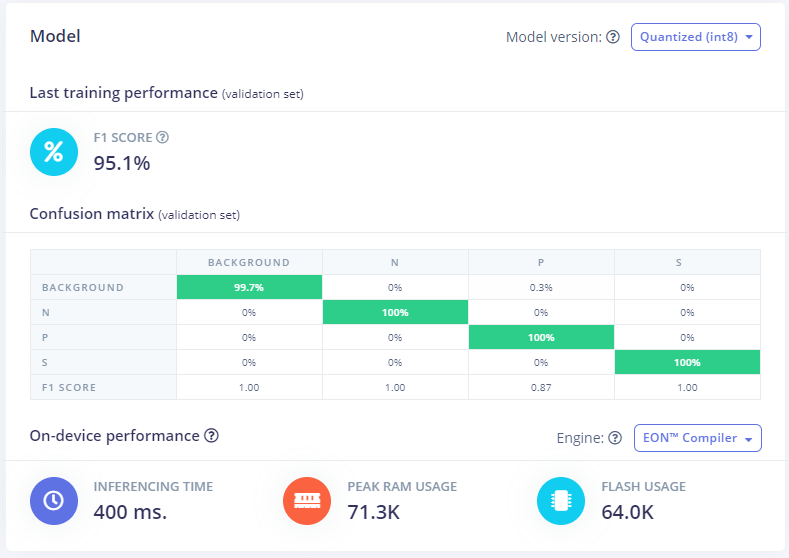 Model
Model version: ? Quantized (int8)
Last training performance (validation set)
% F1 SCORE ?
95.1%
Confusion matrix (validation set)
BACKGROUND N P S
BACKGROUND 99.7% 0% 0.3% 0%
N 0% 100% 0% 0%
P 0% 0% 100% 0%
S 0% 0% 0% 100%
F1 SCORE 1.00 1.00 0.87 1.00
On-device performance ?
Engine: ? EON™ Compiler
INFERENCING TIME
400 ms.
PEAK RAM USAGE
71.3K
FLASH USAGE
64.0K